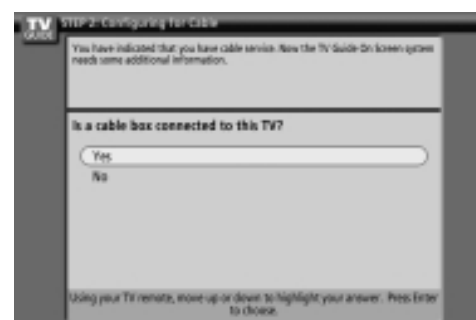 TV
GUIDE
STEP 2: Configuring for Cable
You have indicated that you have cable service. Now the TV Guide On Screen system
needs some additional information.
Is a cable box connected to this TV?
Yes
No
Using your TV remote, move up or down to highlight your answer. Press Enter
to choose.